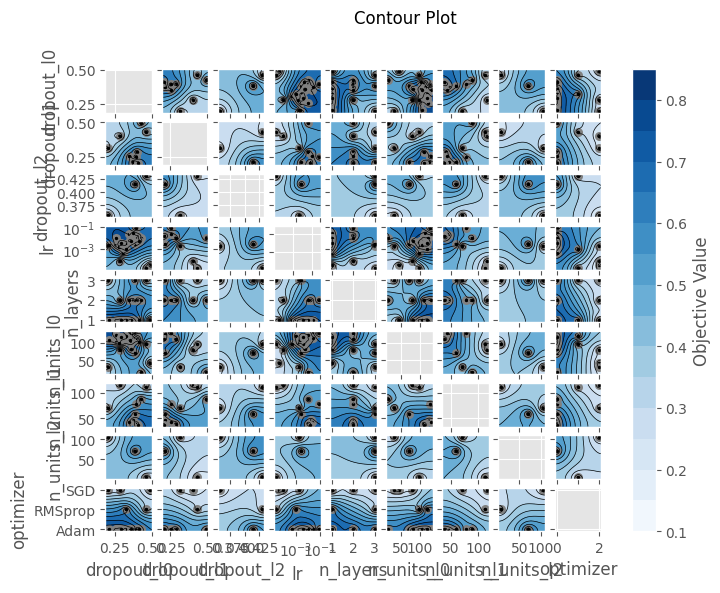 Contour Plot
dropout_l0
0.50
0.25
dropout_l1
0.50
0.25
dropout_l2
0.425
0.400
0.375
lr
10⁻¹
10⁻³
n_layers
3
2
1
n_units_l0
100
50
n_units_l1
100
50
n_units_l2
100
50
optimizer
SGD
RMSprop
Adam
0.25 0.50 0.25 0.50 0.375 0.400 0.425 10⁻³ 10⁻¹ 1 2 3 50 100 50 100 50 100 0 2
dropout_l0 dropout_l1 dropout_l2 lr n_layers n_units_l0 n_units_l1 n_units_l2 optimizer
0.8
0.7
0.6
0.5
0.4
0.3
0.2
0.1
Objective Value